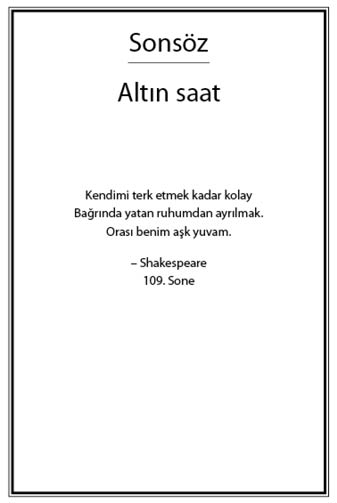 Sonsöz
Altın saat
Kendimi terk etmek kadar kolay
Bağrında yatan ruhumdan ayrılmak.
Orası benim aşk yuvam.
– Shakespeare
109. Sone